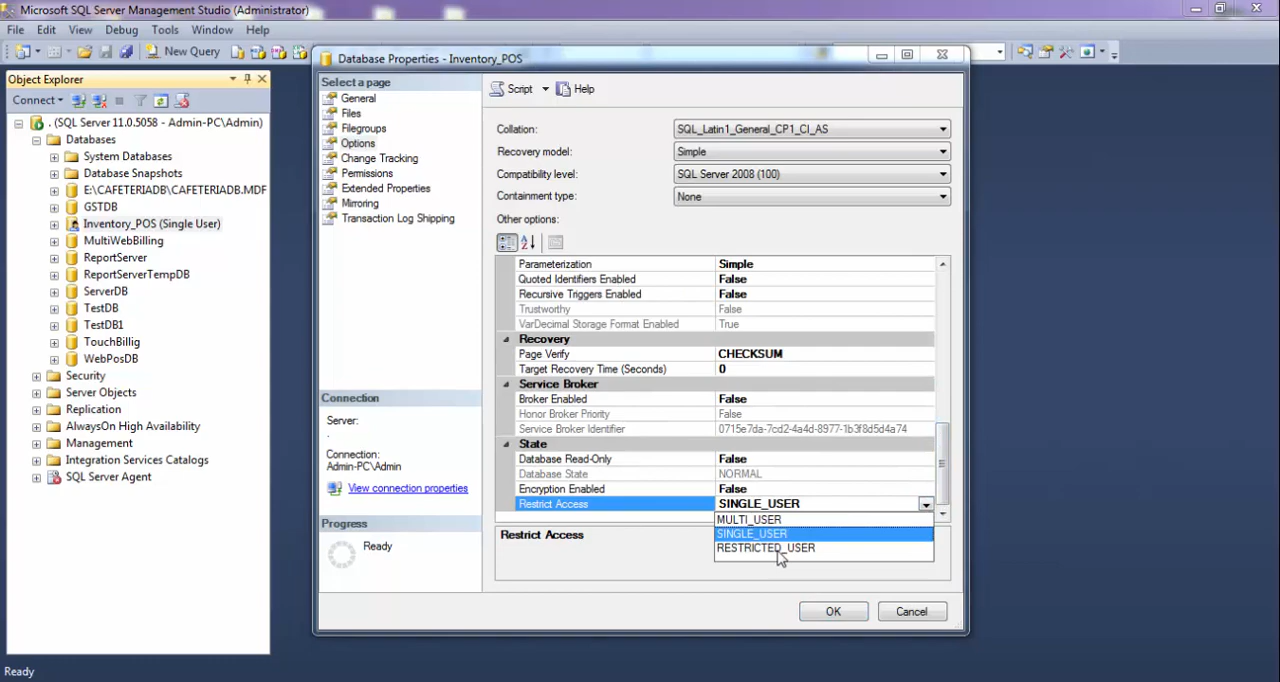 Microsoft SQL Server Management Studio (Administrator)
File Edit View Debug Tools Window Help
New Query
Object Explorer
Connect
. (SQL Server 11.0.5058 - Admin-PC\Admin)
Databases
System Databases
Database Snapshots
E:\CAFETERIADB\CAFETERIADB.MDF
GSTDB
Inventory_POS (Single User)
MultiWebBilling
ReportServer
ReportServerTempDB
ServerDB
TestDB
TestDB1
TouchBillig
WebPosDB
Security
Server Objects
Replication
AlwaysOn High Availability
Management
Integration Services Catalogs
SQL Server Agent
Database Properties - Inventory_POS
Select a page
General
Files
Filegroups
Options
Change Tracking
Permissions
Extended Properties
Mirroring
Transaction Log Shipping
Connection
Server:
.
Connection:
Admin-PC\Admin
View connection properties
Progress
Ready
Script Help
Collation: SQL_Latin1_General_CP1_CI_AS
Recovery model: Simple
Compatibility level: SQL Server 2008 (100)
Containment type: None
Other options:
Parameterization Simple
Quoted Identifiers Enabled False
Recursive Triggers Enabled False
Trustworthy False
VarDecimal Storage Format Enabled True
Recovery
Page Verify CHECKSUM
Target Recovery Time (Seconds) 0
Service Broker
Broker Enabled False
Honor Broker Priority False
Service Broker Identifier 0715e7da-7cd2-4a4d-8977-1b3f8d5d4a74
State
Database Read-Only False
Database State NORMAL
Encryption Enabled False
Restrict Access SINGLE_USER
MULTI_USER
SINGLE_USER
RESTRICTED_USER
Restrict Access
OK Cancel
Ready